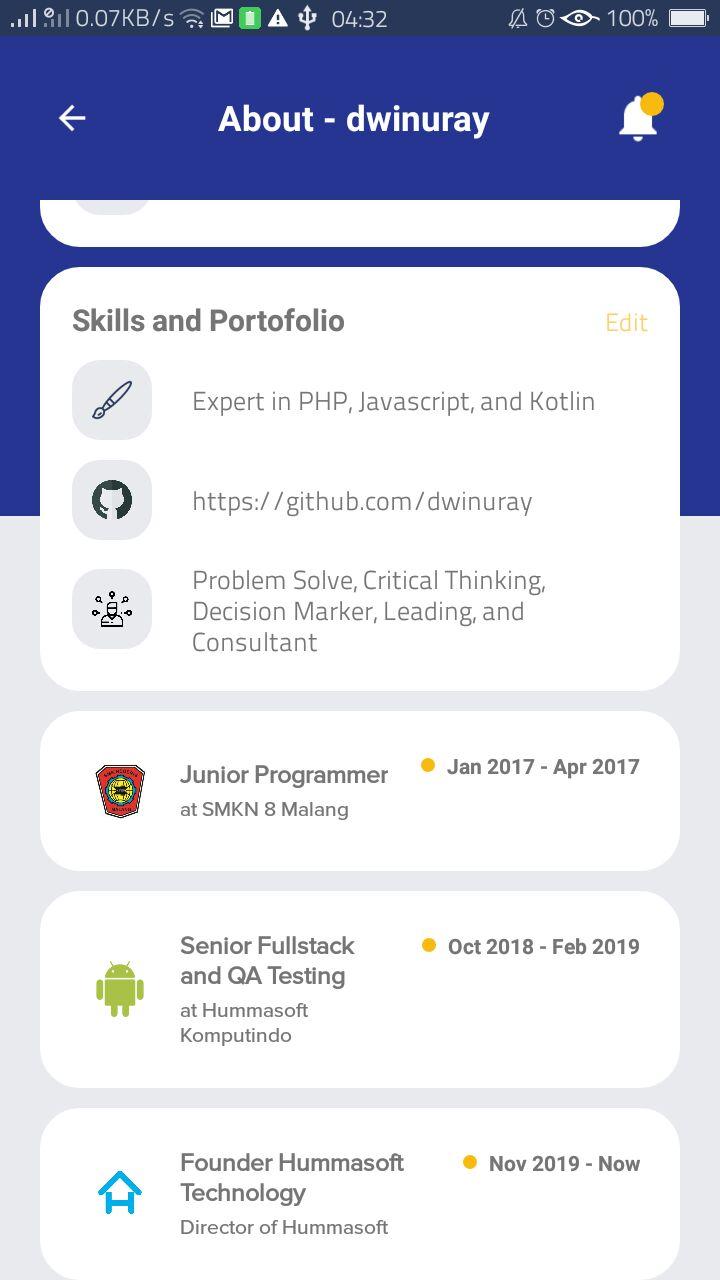 0.07KB/s 04:32 100%
About - dwinuray
Skills and Portofolio Edit
Expert in PHP, Javascript, and Kotlin
https://github.com/dwinuray
Problem Solve, Critical Thinking,
Decision Marker, Leading, and
Consultant
Junior Programmer
Jan 2017 - Apr 2017
at SMKN 8 Malang
Senior Fullstack
and QA Testing
Oct 2018 - Feb 2019
at Hummasoft
Komputindo
Founder Hummasoft
Technology
Nov 2019 - Now
Director of Hummasoft